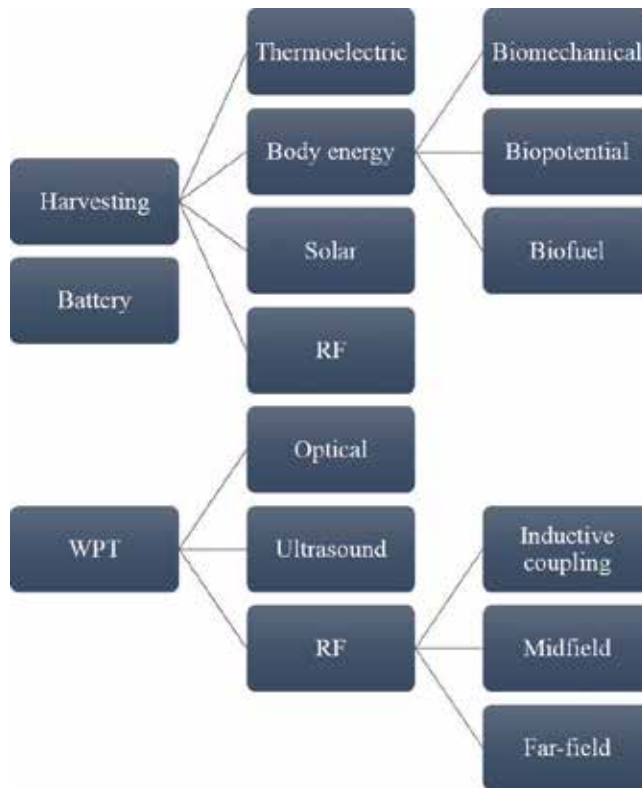 Thermoelectric
Biomechanical
Body energy
Biopotential
Harvesting
Solar
Biofuel
Battery
RF
Optical
WPT
Ultrasound
Inductive
coupling
RF
Midfield
Far-field